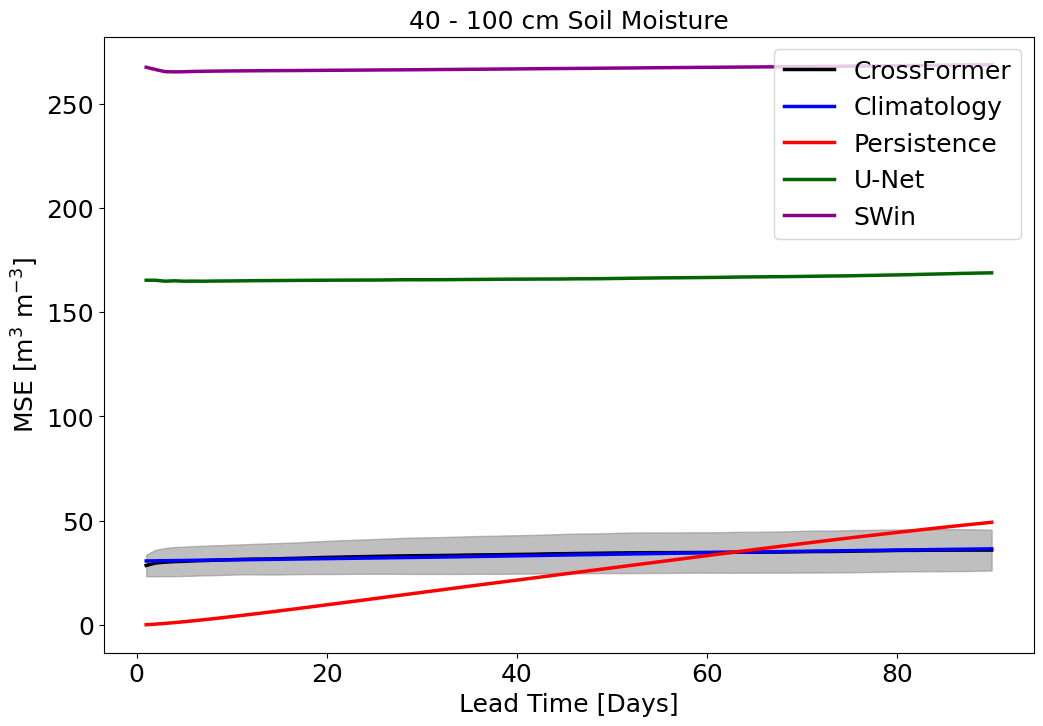 40 - 100 cm Soil Moisture
MSE [m³ m⁻³]
250
200
150
100
50
0
0 20 40 60 80
Lead Time [Days]
CrossFormer
Climatology
Persistence
U-Net
SWin